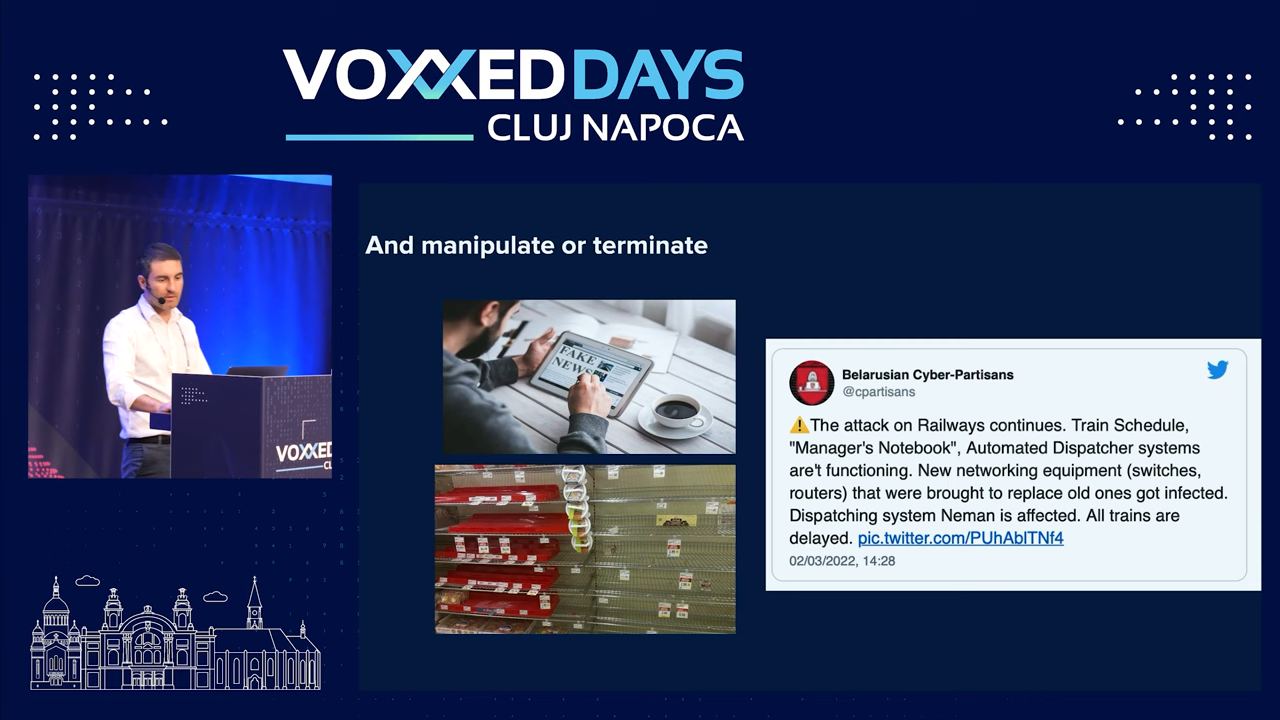 VOXXED DAYS
CLUJ NAPOCA
And manipulate or terminate
FAKE
NEWS
VOXXED
CL
Belarusian Cyber-Partisans
@cpartisans
⚠️The attack on Railways continues. Train Schedule,
"Manager's Notebook", Automated Dispatcher systems
are't functioning. New networking equipment (switches,
routers) that were brought to replace old ones got infected.
Dispatching system Neman is affected. All trains are
delayed. pic.twitter.com/PUhAblTNf4
02/03/2022, 14:28